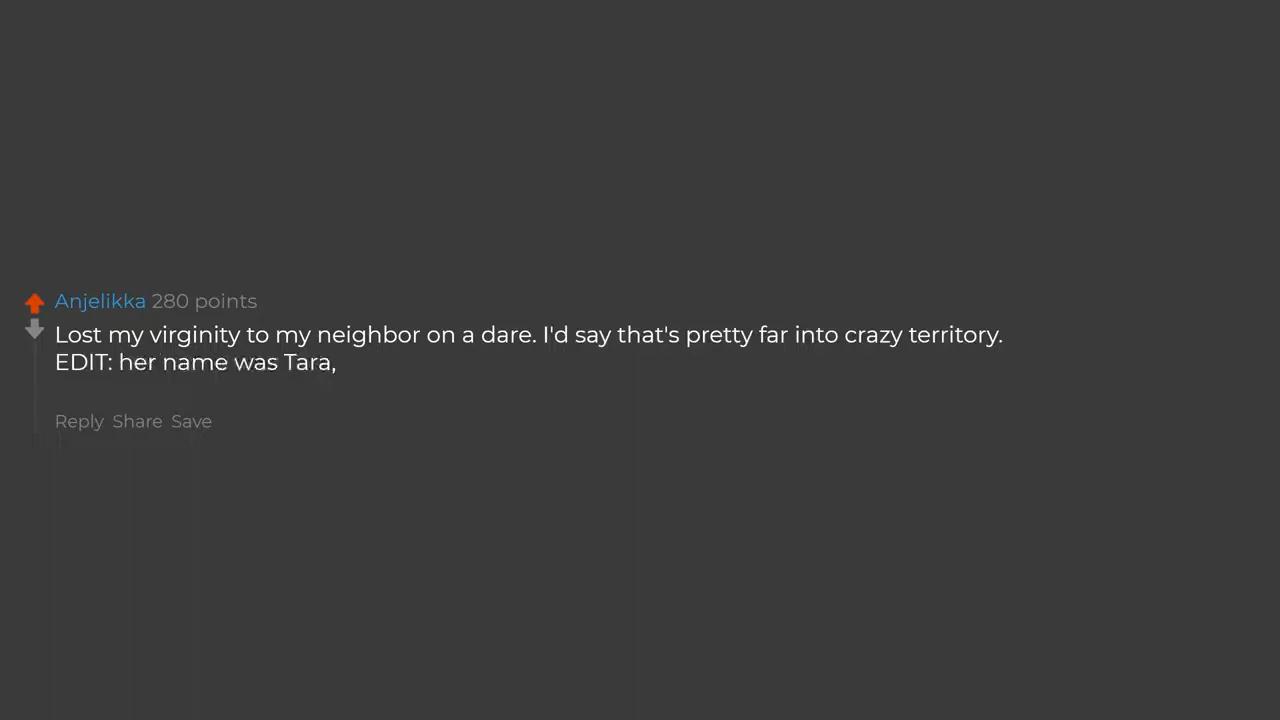 Anjelikka 280 points
Lost my virginity to my neighbor on a dare. I'd say that's pretty far into crazy territory.
EDIT: her name was Tara,
Reply Share Save